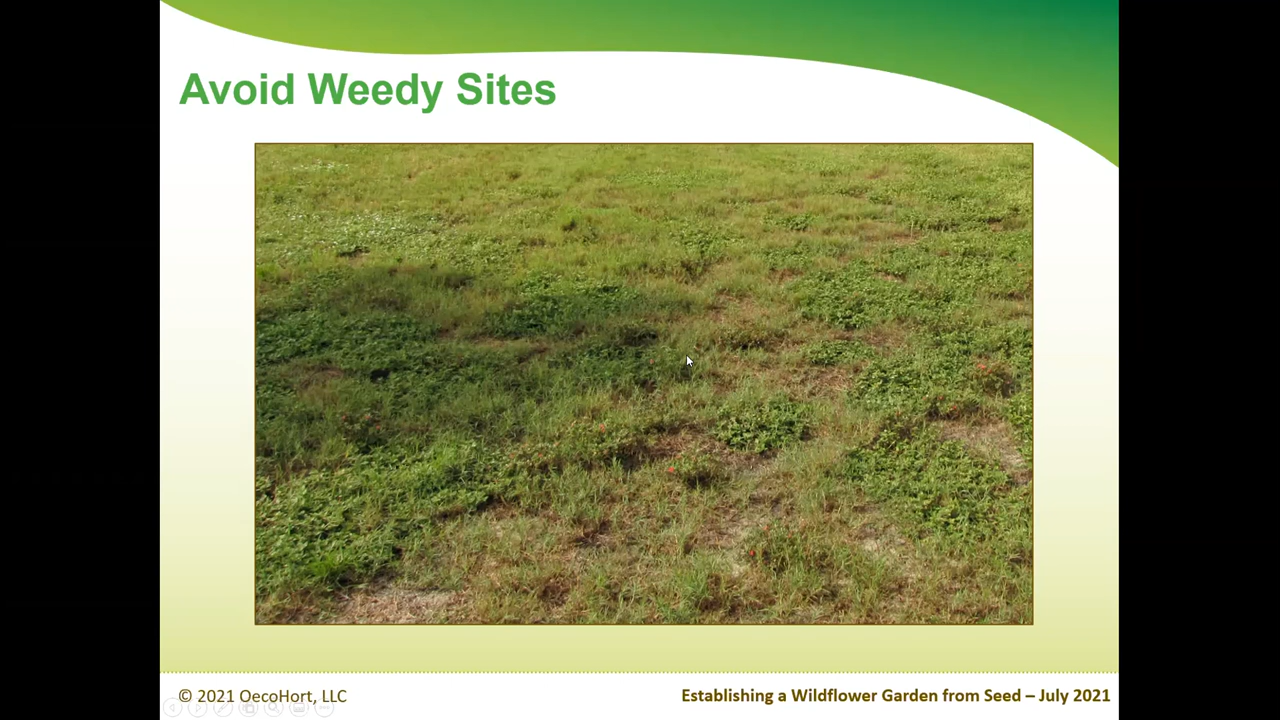 Avoid Weedy Sites
© 2021 OecoHort, LLC
Establishing a Wildflower Garden from Seed – July 2021